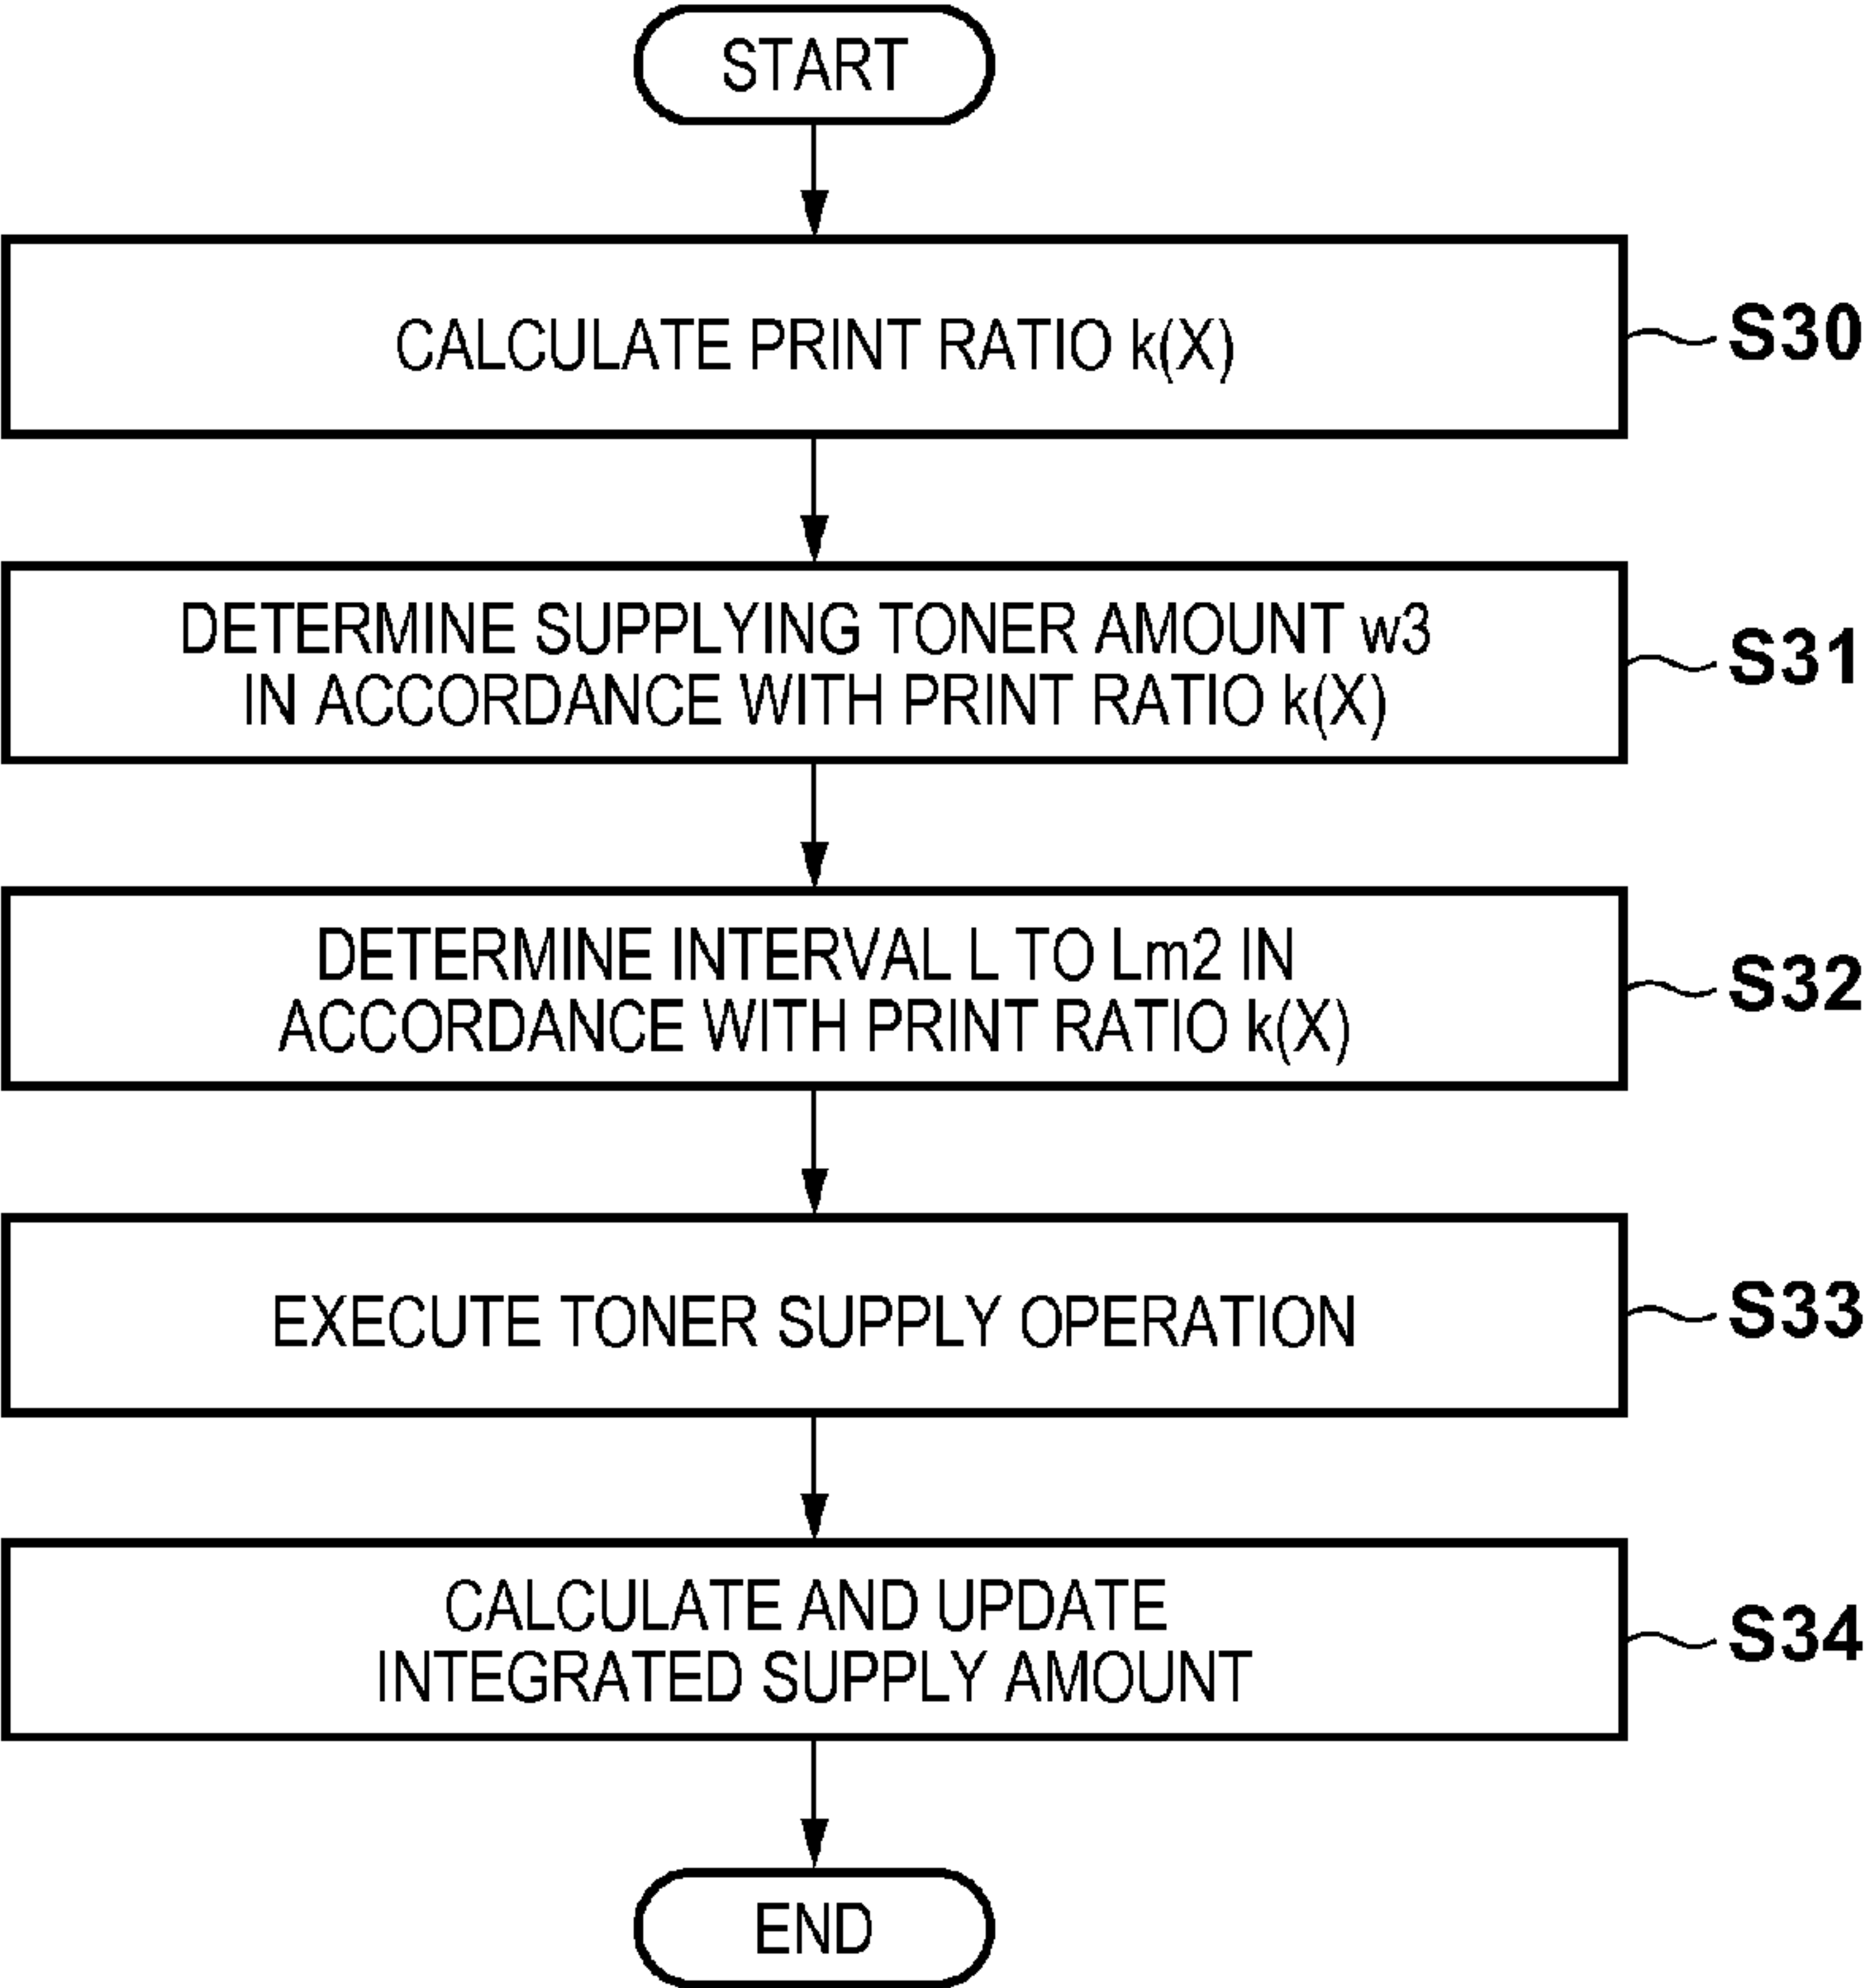 START
CALCULATE PRINT RATIO k(X)
S30
DETERMINE SUPPLYING TONER AMOUNT w3
IN ACCORDANCE WITH PRINT RATIO k(X)
S31
DETERMINE INTERVAL L TO Lm2 IN
ACCORDANCE WITH PRINT RATIO k(X)
S32
EXECUTE TONER SUPPLY OPERATION
S33
CALCULATE AND UPDATE
INTEGRATED SUPPLY AMOUNT
S34
END